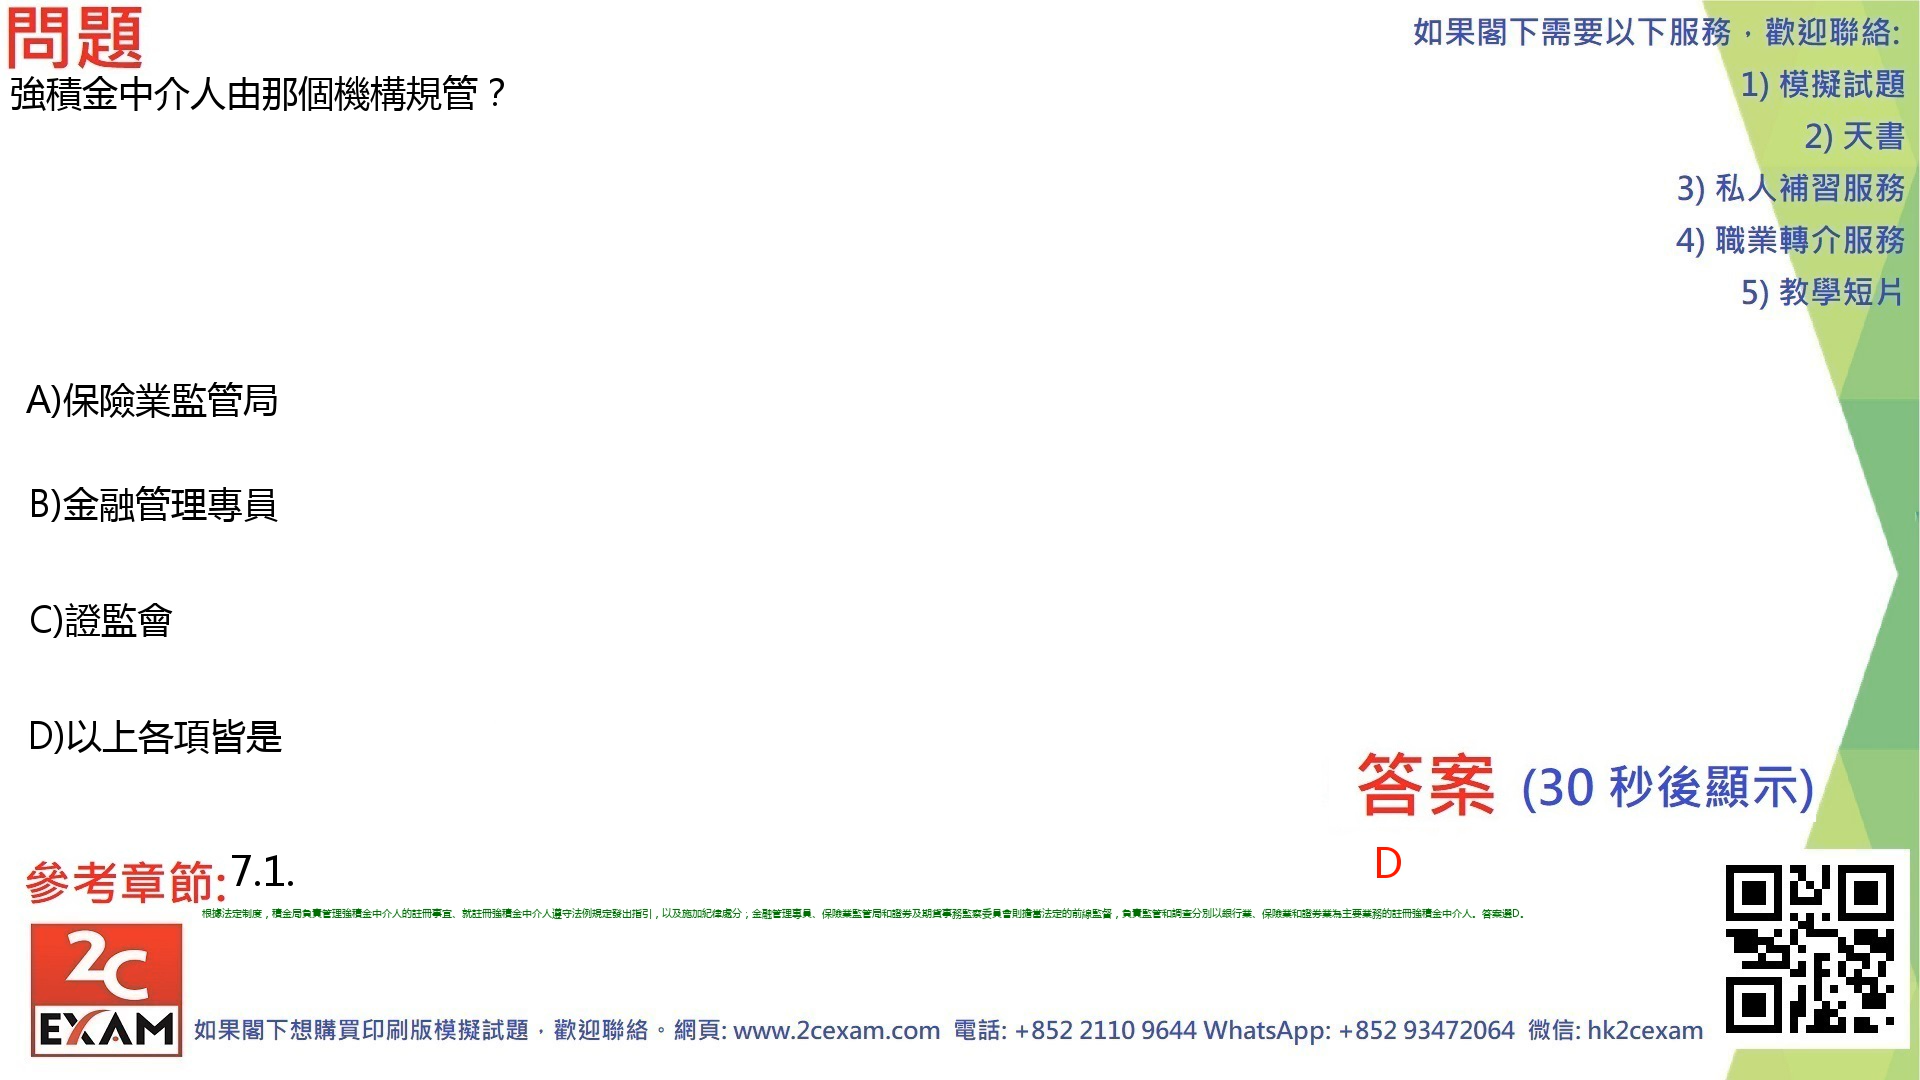 問題
如果閣下需要以下服務，歡迎聯絡:
強積金中介人由那個機構規管？
1) 模擬試題
2) 天書
3) 私人補習服務
4) 職業轉介服務
5) 教學短片
A)保險業監管局
B)金融管理專員
C)證監會
D)以上各項皆是
答案 (30 秒後顯示)
D
參考章節:7.1.
根據法定制度，積金局負責管理強積金中介人的註冊事宜、就註冊強積金中介人遵守法例規定發出指引，以及施加紀律處分；金融管理專員、保險業監管局和證券及期貨事務監察委員會則擔當法定的前線監督，負責監管和調查分別以銀行業、保險業和證券業為主要業務的註冊強積金中介人。答案選D。
2C
EXAM
如果閣下想購買印刷版模擬試題，歡迎聯絡。網頁: www.2cexam.com 電話: +852 2110 9644 WhatsApp: +852 93472064 微信: hk2cexam